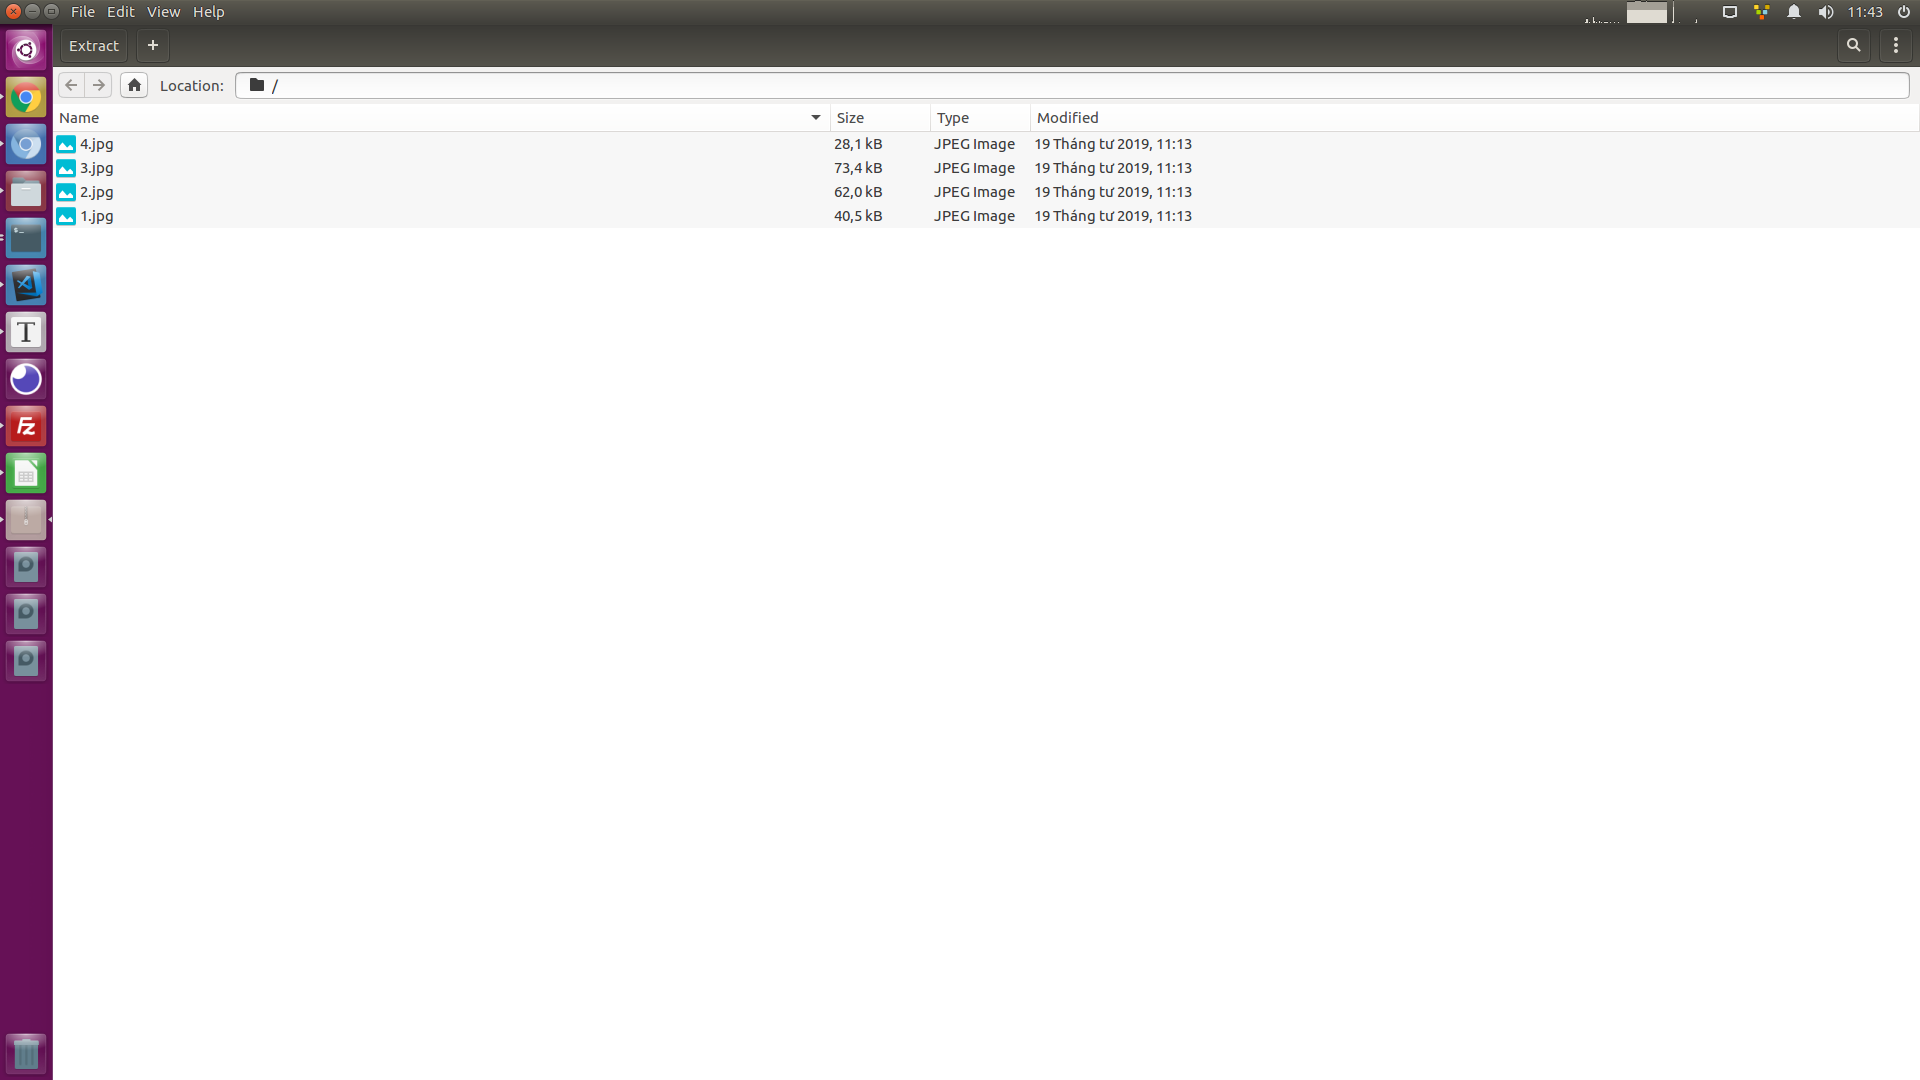 File Edit View Help 11:43
Extract +
Location: /
Name Size Type Modified
4.jpg 28,1 kB JPEG Image 19 Tháng tư 2019, 11:13
3.jpg 73,4 kB JPEG Image 19 Tháng tư 2019, 11:13
2.jpg 62,0 kB JPEG Image 19 Tháng tư 2019, 11:13
1.jpg 40,5 kB JPEG Image 19 Tháng tư 2019, 11:13
$_
T
Fz